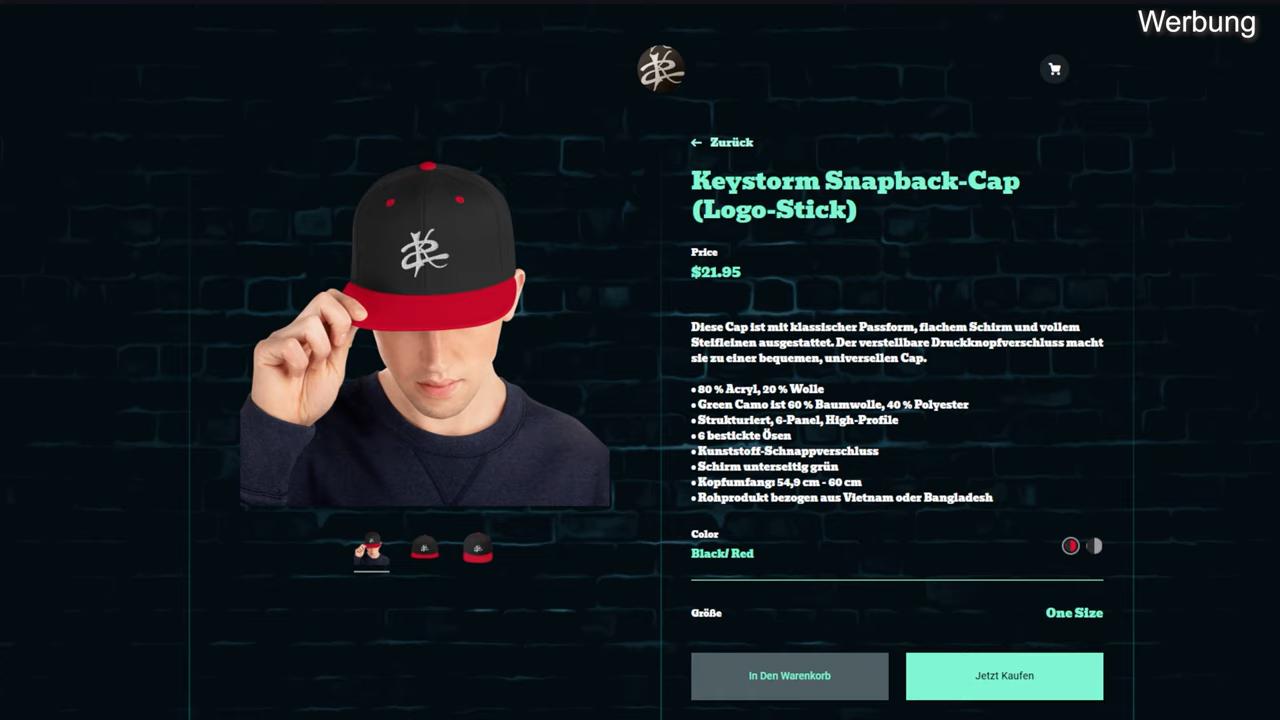 Werbung
Zurück
Keystorm Snapback-Cap
(Logo-Stick)
Price
$21.95
Diese Cap ist mit klassischer Passform, flachem Schirm und vollem
Steifleinen ausgestattet. Der verstellbare Druckknopfverschluss macht
sie zu einer bequemen, universellen Cap.
• 80 % Acryl, 20 % Wolle
• Green Camo ist 60 % Baumwolle, 40 % Polyester
• Strukturiert, 6-Panel, High-Profile
• 6 bestickte Ösen
• Kunststoff-Schnappverschluss
• Schirm unterseitig grün
• Kopfumfang: 54,9 cm - 60 cm
• Rohprodukt bezogen aus Vietnam oder Bangladesh
Color
Black/ Red
Größe
One Size
In Den Warenkorb
Jetzt Kaufen